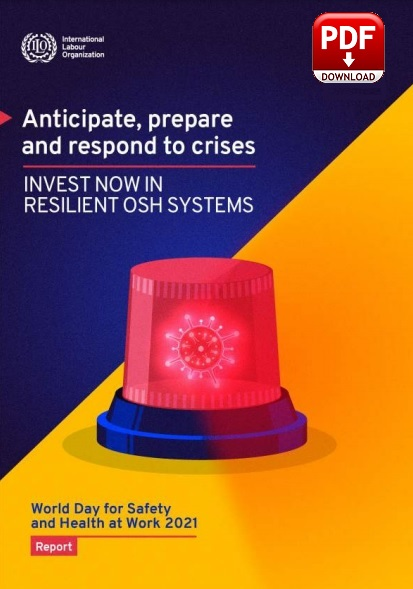 International
Labour
Organization
PDF
DOWNLOAD
Anticipate, prepare
and respond to crises
INVEST NOW IN
RESILIENT OSH SYSTEMS
World Day for Safety
and Health at Work 2021
Report